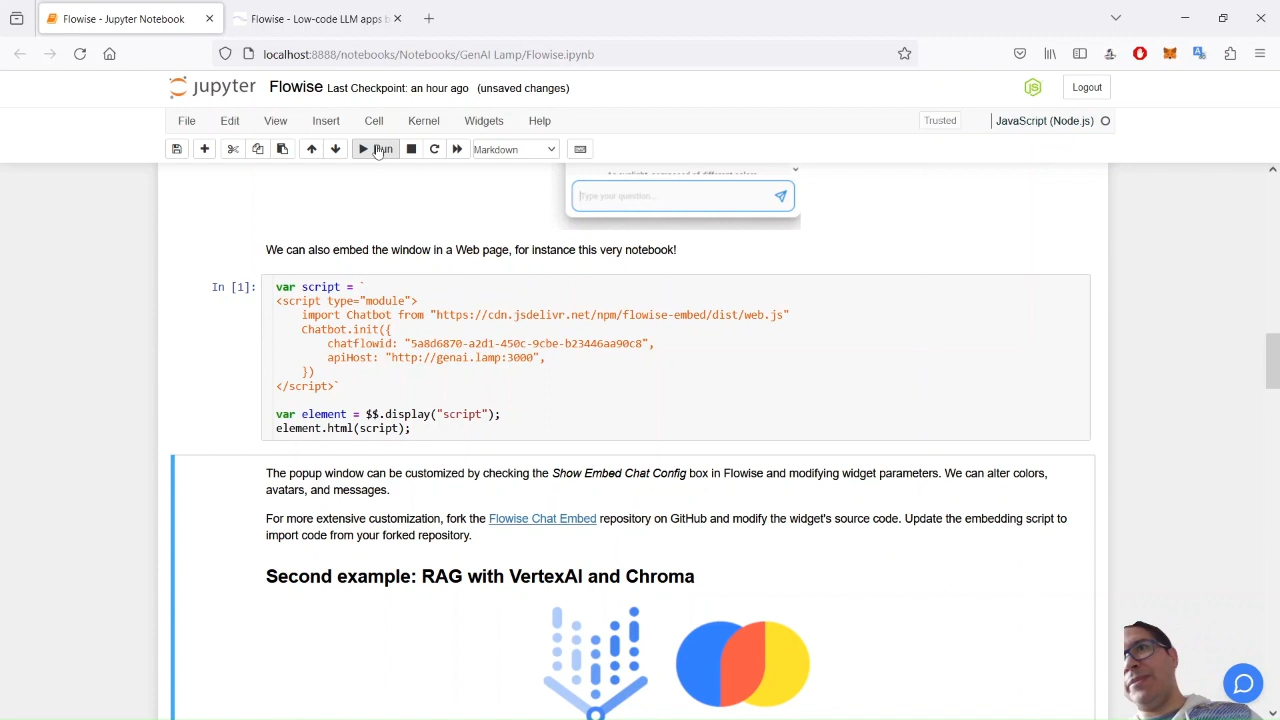 Flowise - Jupyter Notebook
Flowise - Low-code LLM apps b
localhost:8888/notebooks/Notebooks/GenAI Lamp/Flowise.ipynb
jupyter Flowise Last Checkpoint: an hour ago (unsaved changes)
Logout
File Edit View Insert Cell Kernel Widgets Help
Trusted
JavaScript (Node.js)
Run
Markdown
Type your question...
We can also embed the window in a Web page, for instance this very notebook!
In [1]:
var script = `
<script type="module">
import Chatbot from "https://cdn.jsdelivr.net/npm/flowise-embed/dist/web.js"
Chatbot.init({
chatflowid: "5a8d6870-a2d1-450c-9cbe-b23446aa90c8",
apiHost: "http://genai.lamp:3000",
})
</script>`
var element = $$.display("script");
element.html(script);
The popup window can be customized by checking the Show Embed Chat Config box in Flowise and modifying widget parameters. We can alter colors,
avatars, and messages.
For more extensive customization, fork the Flowise Chat Embed repository on GitHub and modify the widget's source code. Update the embedding script to
import code from your forked repository.
Second example: RAG with VertexAI and Chroma